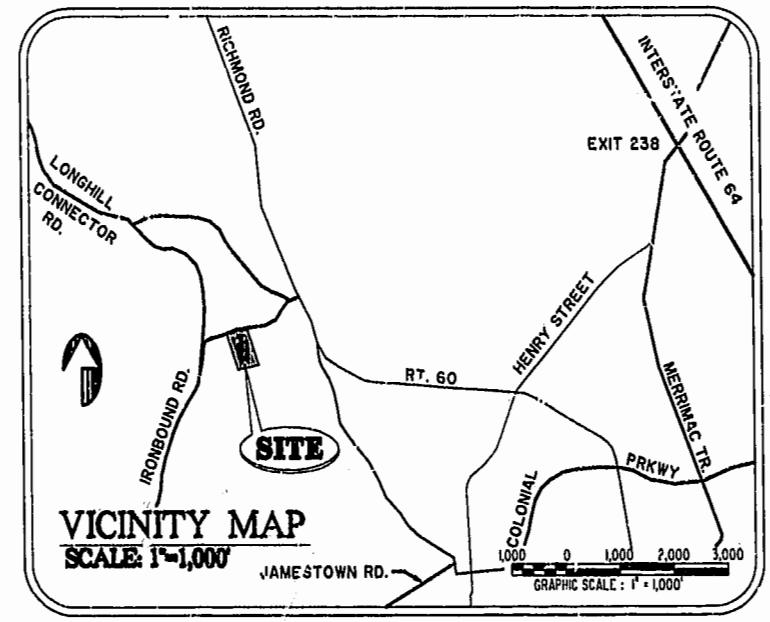 RICHMOND RD.
INTERSTATE ROUTE 64
EXIT 238
LONGHILL
CONNECTOR
RD.
HENRY STREET
RT. 60
MERRIMAC TR.
IRONBOUND RD.
SITE
COLONIAL
PRKWY
VICINITY MAP
SCALE: 1"=1,000'
JAMESTOWN RD.
1,000 0 1,000 2,000 3,000
GRAPHIC SCALE : 1" = 1,000'